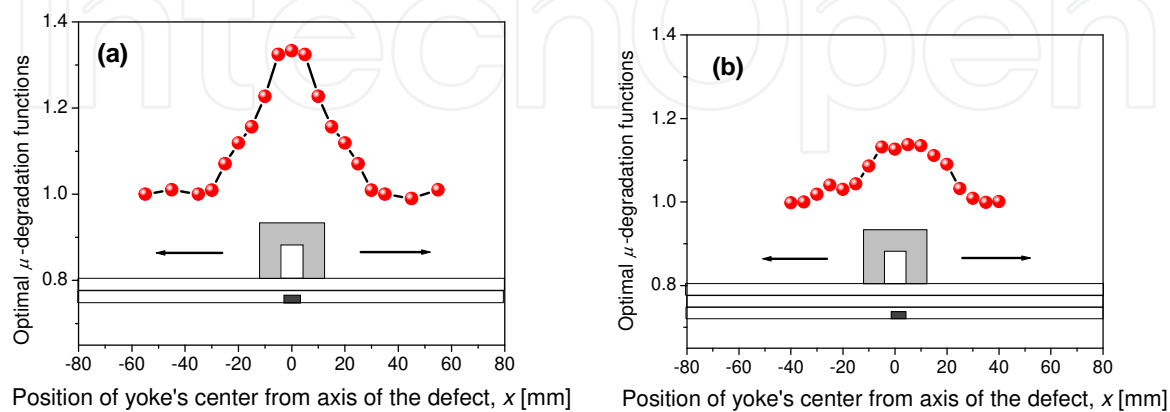 IntechOpen
(a)
Optimal μ-degradation functions
1.4
1.2
1.0
0.8
-80 -60 -40 -20 0 20 40 60 80
Position of yoke's center from axis of the defect, x [mm]
(b)
Optimal μ-degradation functions
1.4
1.2
1.0
0.8
-80 -60 -40 -20 0 20 40 60 80
Position of yoke's center from axis of the defect, x [mm]